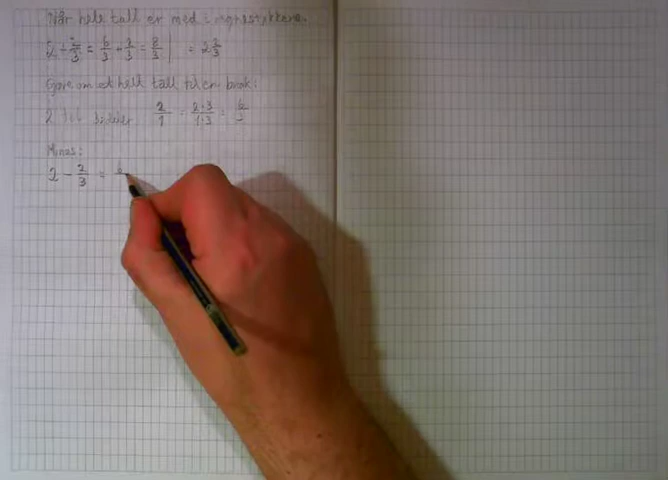 Når hele tall er med i regnestykkene.
2 + 2/3 = 6/3 + 2/3 = 8/3 | = 2 2/3
Gjøre om et helt tall til en brøk:
2 2/1 = 2·3/1·3 = 6/3
Minus:
2 - 2/3 = 6